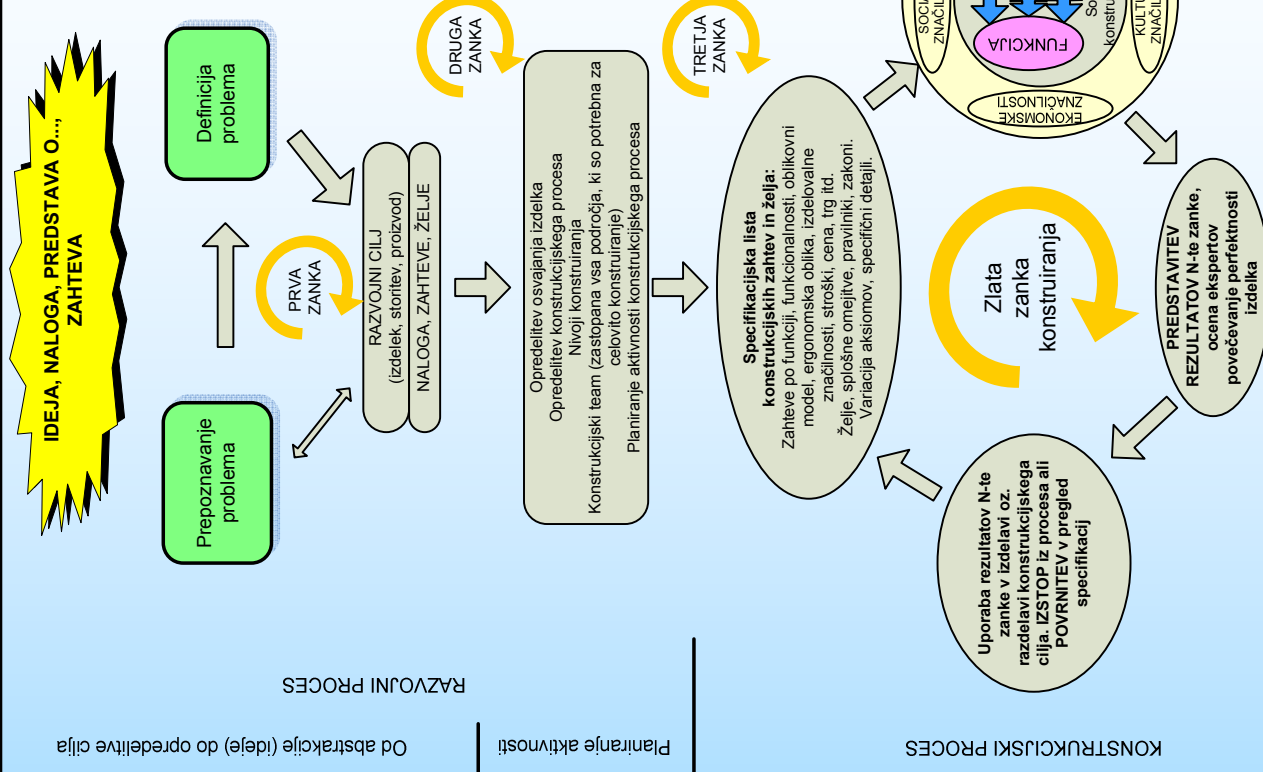 IDEJA, NALOGA, PREDSTAVA O...,
ZAHTEVA
Prepoznavanje
problema
Definicija
problema
PRVA
ZANKA
RAZVOJNI CILJ
(izdelek, storitev, proizvod)
NALOGA, ZAHTEVE, ŽELJE
DRUGA
ZANKA
Opredelitev osvajanja izdelka
Opredelitev konstrukcijskega procesa
Nivoji konstruiranja
Konstrukcijski team (zastopana vsa področja, ki so potrebna za
celovito konstruiranje)
Planiranje aktivnosti konstrukcijskega procesa
TRETJA
ZANKA
Specifikacijska lista
konstrukcijskih zahtev in želja:
Zahteve po funkciji, funkcionalnosti, oblikovni
model, ergonomska oblika, izdelovalne
značilnosti, stroški, cena, trg itd.
Želje, splošne omejitve, pravilniki, zakoni.
Variacija aksiomov, specifični detajli.
SOCI
ZNAČIL
FUNKCIJA
So
konstru
KULTU
ZNAČIL
EKONOMSKE
ZNAČILNOSTI
Zlata
zanka
konstruiranja
PREDSTAVITEV
REZULTATOV N-te zanke,
ocena ekspertov
povečevanje perfektnosti
izdelka
Uporaba rezultatov N-te
zanke v izdelavi oz.
razdelavi konstrukcijskega
cilja. IZSTOP iz procesa ali
POVRNITEV v pregled
specifikacij
RAZVOJNI PROCES
Od abstrakcije (ideje) do opredelitve cilja
Planiranje aktivnosti
KONSTRUKCIJSKI PROCES